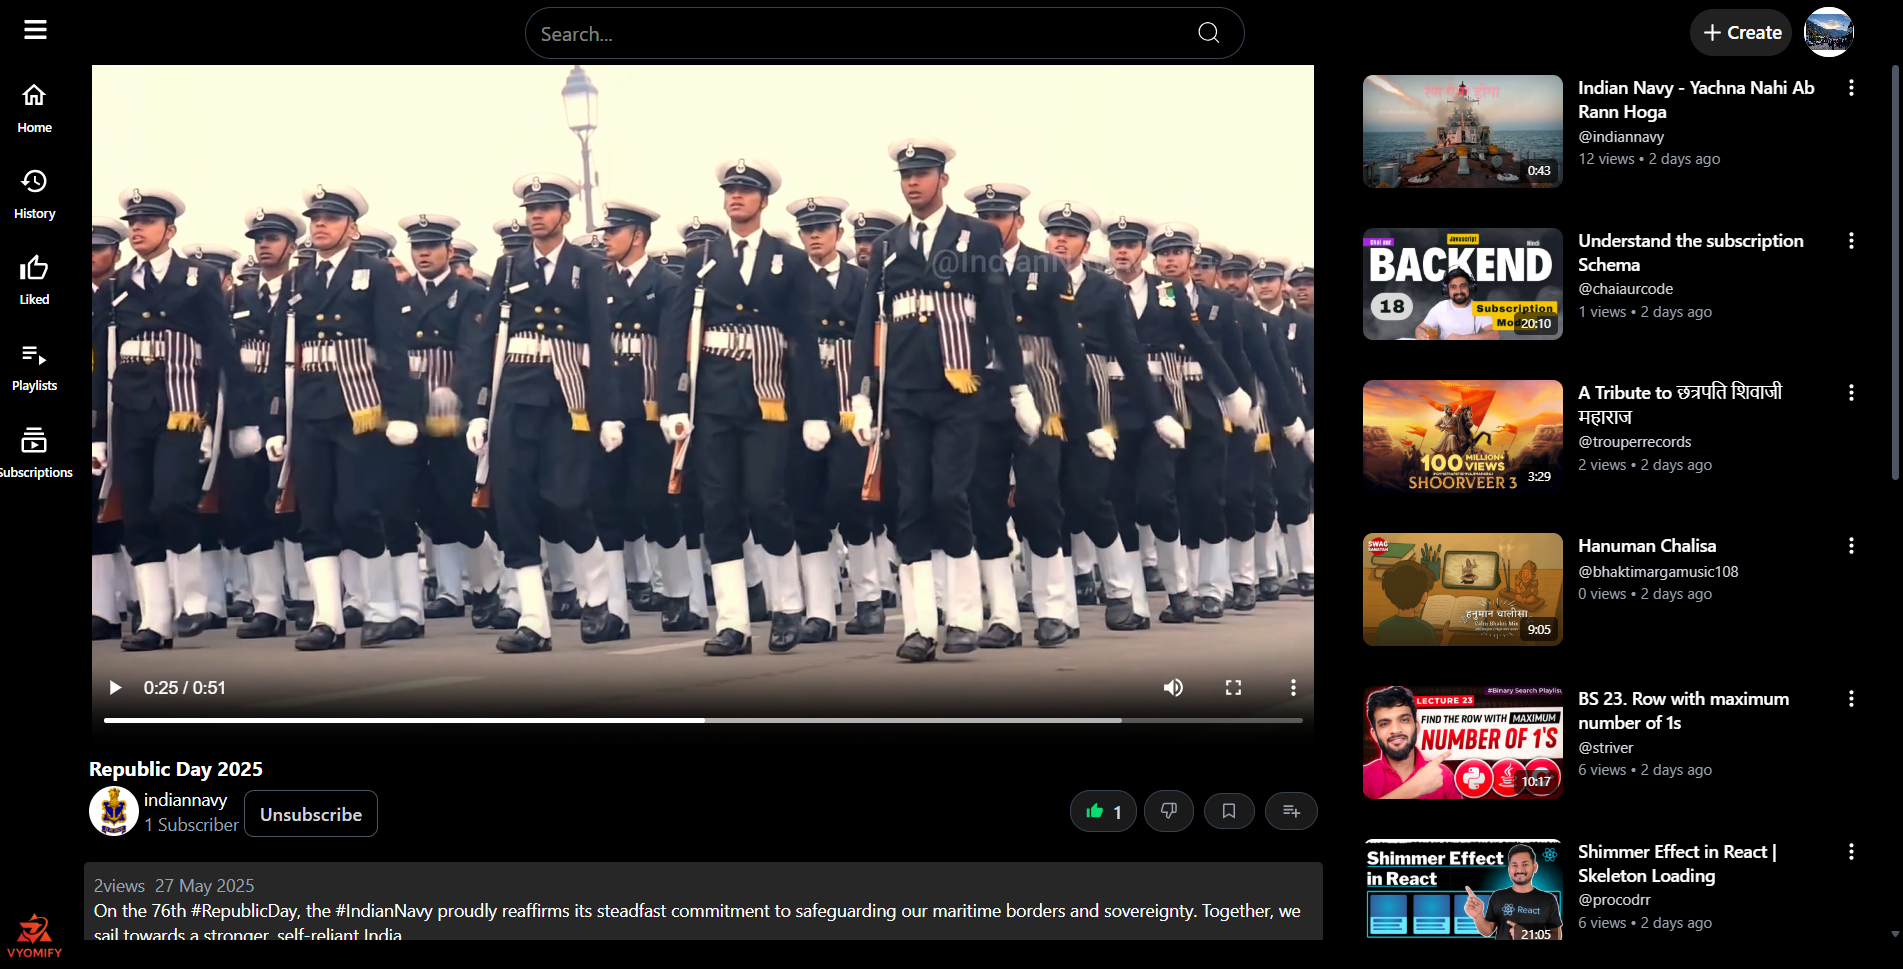 Search...
+ Create
Home
History
Liked
Playlists
Subscriptions
VYOMIFY
0:25 / 0:51
Republic Day 2025
indiannavy
1 Subscriber
Unsubscribe
1
2views 27 May 2025
On the 76th #RepublicDay, the #IndianNavy proudly reaffirms its steadfast commitment to safeguarding our maritime borders and sovereignty. Together, we
sail towards a stronger, self-reliant India
0:43
Indian Navy - Yachna Nahi Ab
Rann Hoga
@indiannavy
12 views • 2 days ago
Chai aur
Javascript
Hindi
BACKEND
18
Subscription
20:10
Understand the subscription
Schema
@chaiaurcode
1 views • 2 days ago
100 MILLION+
VIEWS
SHOORVEER 3
3:29
A Tribute to छत्रपति शिवाजी
महाराज
@trouperrecords
2 views • 2 days ago
SWAG
SANATAN
हनुमान चालीसा
9:05
Hanuman Chalisa
@bhaktimargamusic108
0 views • 2 days ago
#Binary Search Playlis
LECTURE 23
FIND THE ROW WITH MAXIMUM
NUMBER OF 1'S
10:17
BS 23. Row with maximum
number of 1s
@striver
6 views • 2 days ago
Shimmer Effect
in React
React
21:05
Shimmer Effect in React |
Skeleton Loading
@procodrr
6 views • 2 days ago